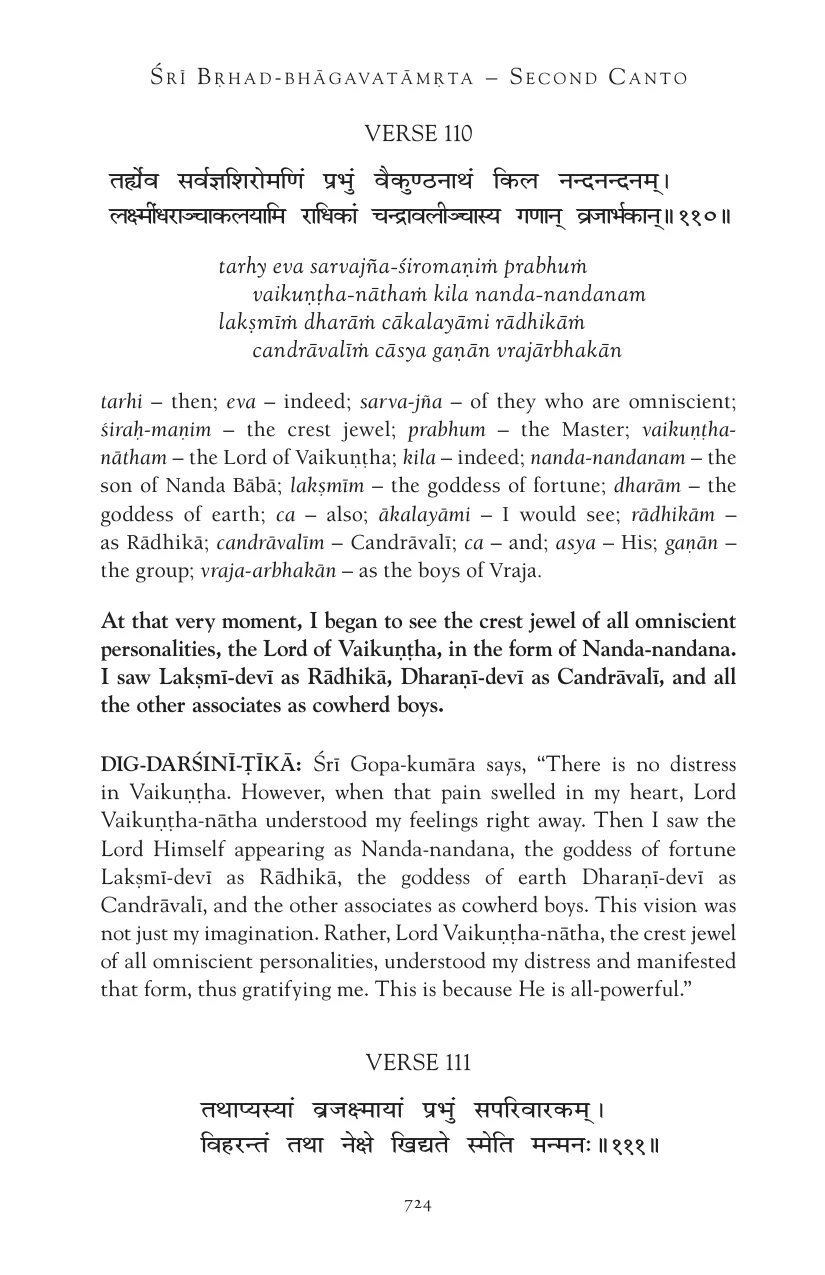 Śrī Bṛhad-bhāgavatāmṛta – Second Canto
VERSE 110
तर्ह्येव सर्वज्ञशिरोमणिं प्रभुं वैकुण्ठनाथं किल नन्दनन्दनम्।
लक्ष्मीं धराञ्चाकलयामि राधिकां चन्द्रावलीञ्चास्य गणान् व्रजार्भकान्॥११०॥
tarhy eva sarvajña-śiromaṇiṁ prabhuṁ
vaikuṇṭha-nāthaṁ kila nanda-nandanam
lakṣmīṁ dharāṁ cākalayāmi rādhikāṁ
candrāvalīṁ cāsya gaṇān vrajārbhakān
tarhi – then; eva – indeed; sarva-jña – of they who are omniscient;
śiraḥ-maṇim – the crest jewel; prabhum – the Master; vaikuṇṭha-
nātham – the Lord of Vaikuṇṭha; kila – indeed; nanda-nandanam – the
son of Nanda Bābā; lakṣmīm – the goddess of fortune; dharām – the
goddess of earth; ca – also; ākalayāmi – I would see; rādhikām –
as Rādhikā; candrāvalīm – Candrāvalī; ca – and; asya – His; gaṇān –
the group; vraja-arbhakān – as the boys of Vraja.
At that very moment, I began to see the crest jewel of all omniscient
personalities, the Lord of Vaikuṇṭha, in the form of Nanda-nandana.
I saw Lakṣmī-devī as Rādhikā, Dharaṇī-devī as Candrāvalī, and all
the other associates as cowherd boys.
DIG-DARŚINĪ-ṬĪKĀ: Śrī Gopa-kumāra says, “There is no distress
in Vaikuṇṭha. However, when that pain swelled in my heart, Lord
Vaikuṇṭha-nātha understood my feelings right away. Then I saw the
Lord Himself appearing as Nanda-nandana, the goddess of fortune
Lakṣmī-devī as Rādhikā, the goddess of earth Dharaṇī-devī as
Candrāvalī, and the other associates as cowherd boys. This vision was
not just my imagination. Rather, Lord Vaikuṇṭha-nātha, the crest jewel
of all omniscient personalities, understood my distress and manifested
that form, thus gratifying me. This is because He is all-powerful.”
VERSE 111
तथाप्यस्यां व्रजक्ष्मायां प्रभुं सपरिवारकम्।
विहरन्तं तथा नेक्षे खिद्यते स्मेति मन्मनः॥१११॥
724